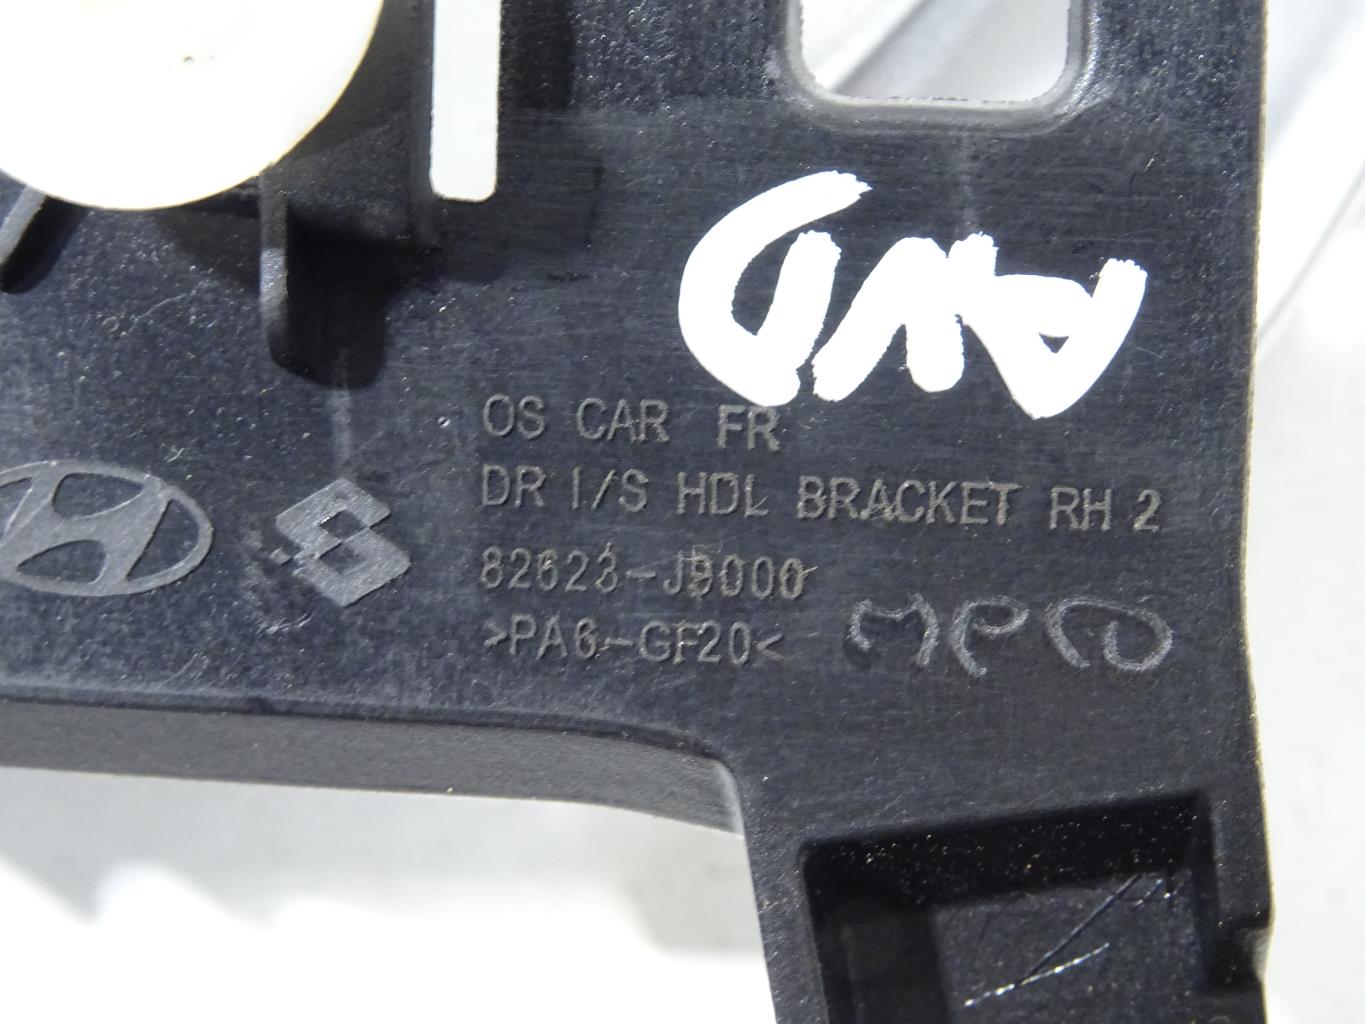 OS CAR FR
DR I/S HDL BRACKET RH 2
82623-J9000
>PA6-GF20<